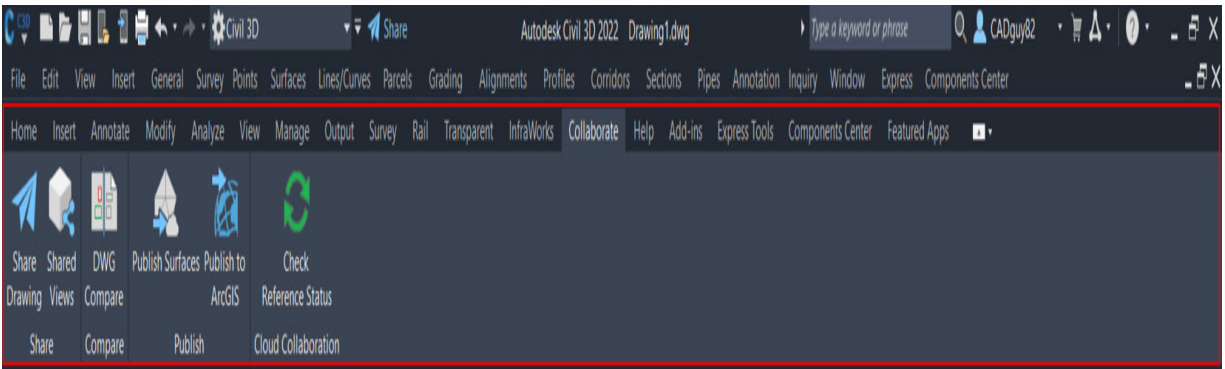 C3D Civil 3D Share Autodesk Civil 3D 2022 Drawing1.dwg Type a keyword or phrase CADguy82
File Edit View Insert General Survey Points Surfaces Lines/Curves Parcels Grading Alignments Profiles Corridors Sections Pipes Annotation Inquiry Window Express Components Center
Home Insert Annotate Modify Analyze View Manage Output Survey Rail Transparent InfraWorks Collaborate Help Add-ins Express Tools Components Center Featured Apps
Share Shared DWG Publish Surfaces Publish to Check
Drawing Views Compare ArcGIS Reference Status
Share Compare Publish Cloud Collaboration